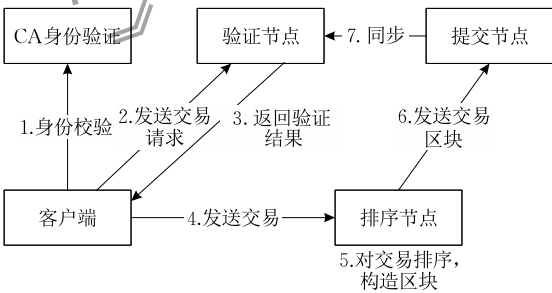 CA身份验证
验证节点
7. 同步
提交节点
1.身份校验
2.发送交易
请求
3. 返回验证
结果
6.发送交易
区块
客户端
4.发送交易
排序节点
5.对交易排序，
构造区块